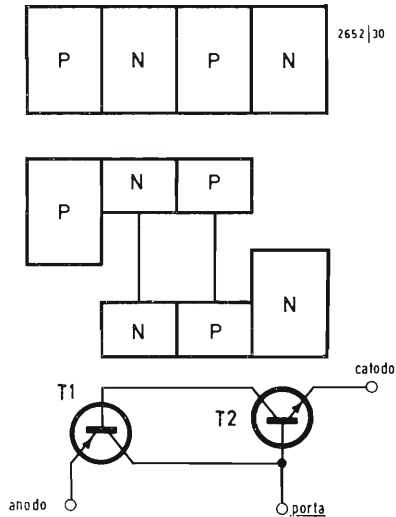 P N P N
2652|30
P N P
N P N
T1 T2 catodo
anodo porta